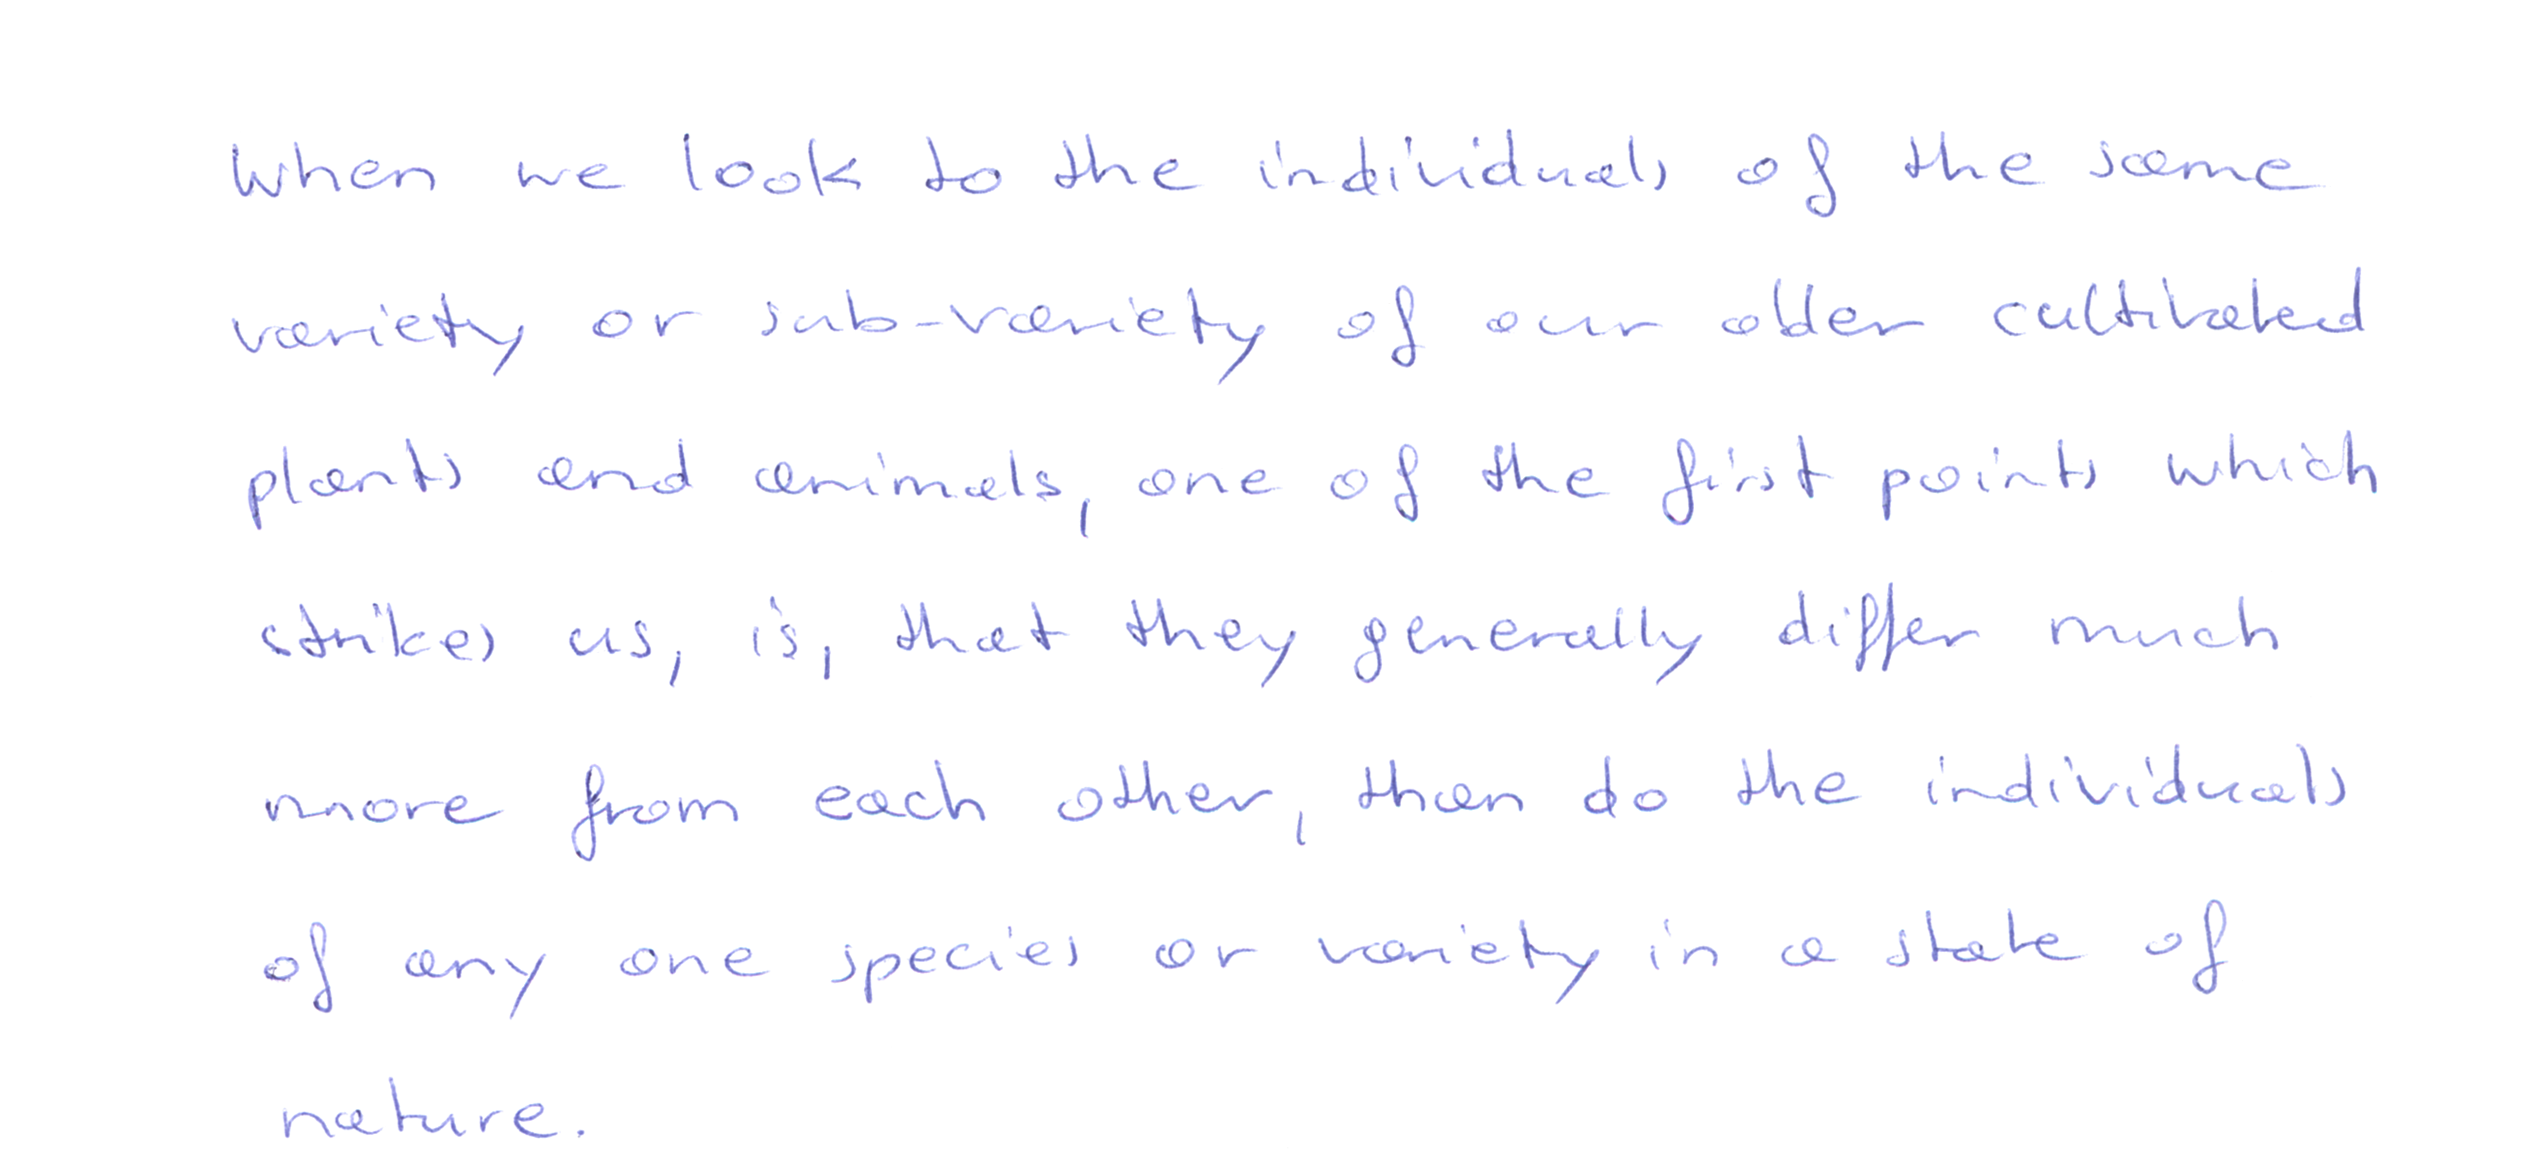 When we look to the individuals of the same
variety or sub-variety of our older cultivated
plants and animals, one of the first points which
strikes us, is, that they generally differ much
more from each other, than do the individuals
of any one species or variety in a state of
nature.